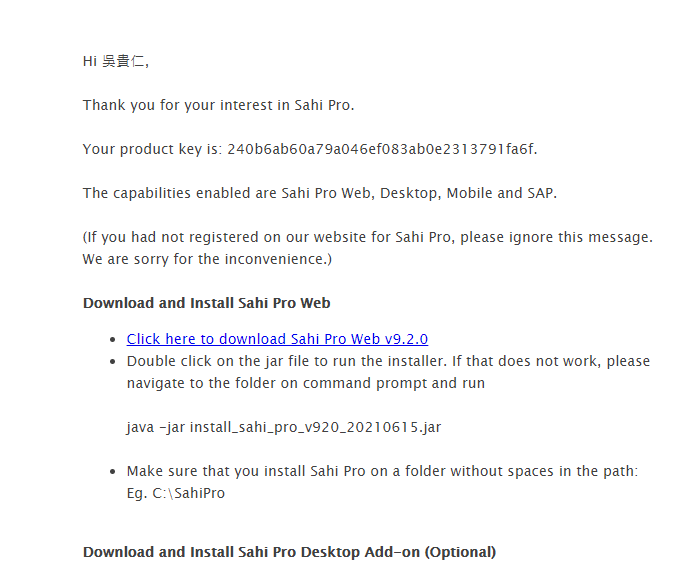 Hi 吳貴仁,
Thank you for your interest in Sahi Pro.
Your product key is: 240b6ab60a79a046ef083ab0e2313791fa6f.
The capabilities enabled are Sahi Pro Web, Desktop, Mobile and SAP.
(If you had not registered on our website for Sahi Pro, please ignore this message.
We are sorry for the inconvenience.)
Download and Install Sahi Pro Web
• Click here to download Sahi Pro Web v9.2.0
• Double click on the jar file to run the installer. If that does not work, please
navigate to the folder on command prompt and run
java -jar install_sahi_pro_v920_20210615.jar
• Make sure that you install Sahi Pro on a folder without spaces in the path:
Eg. C:\SahiPro
Download and Install Sahi Pro Desktop Add-on (Optional)